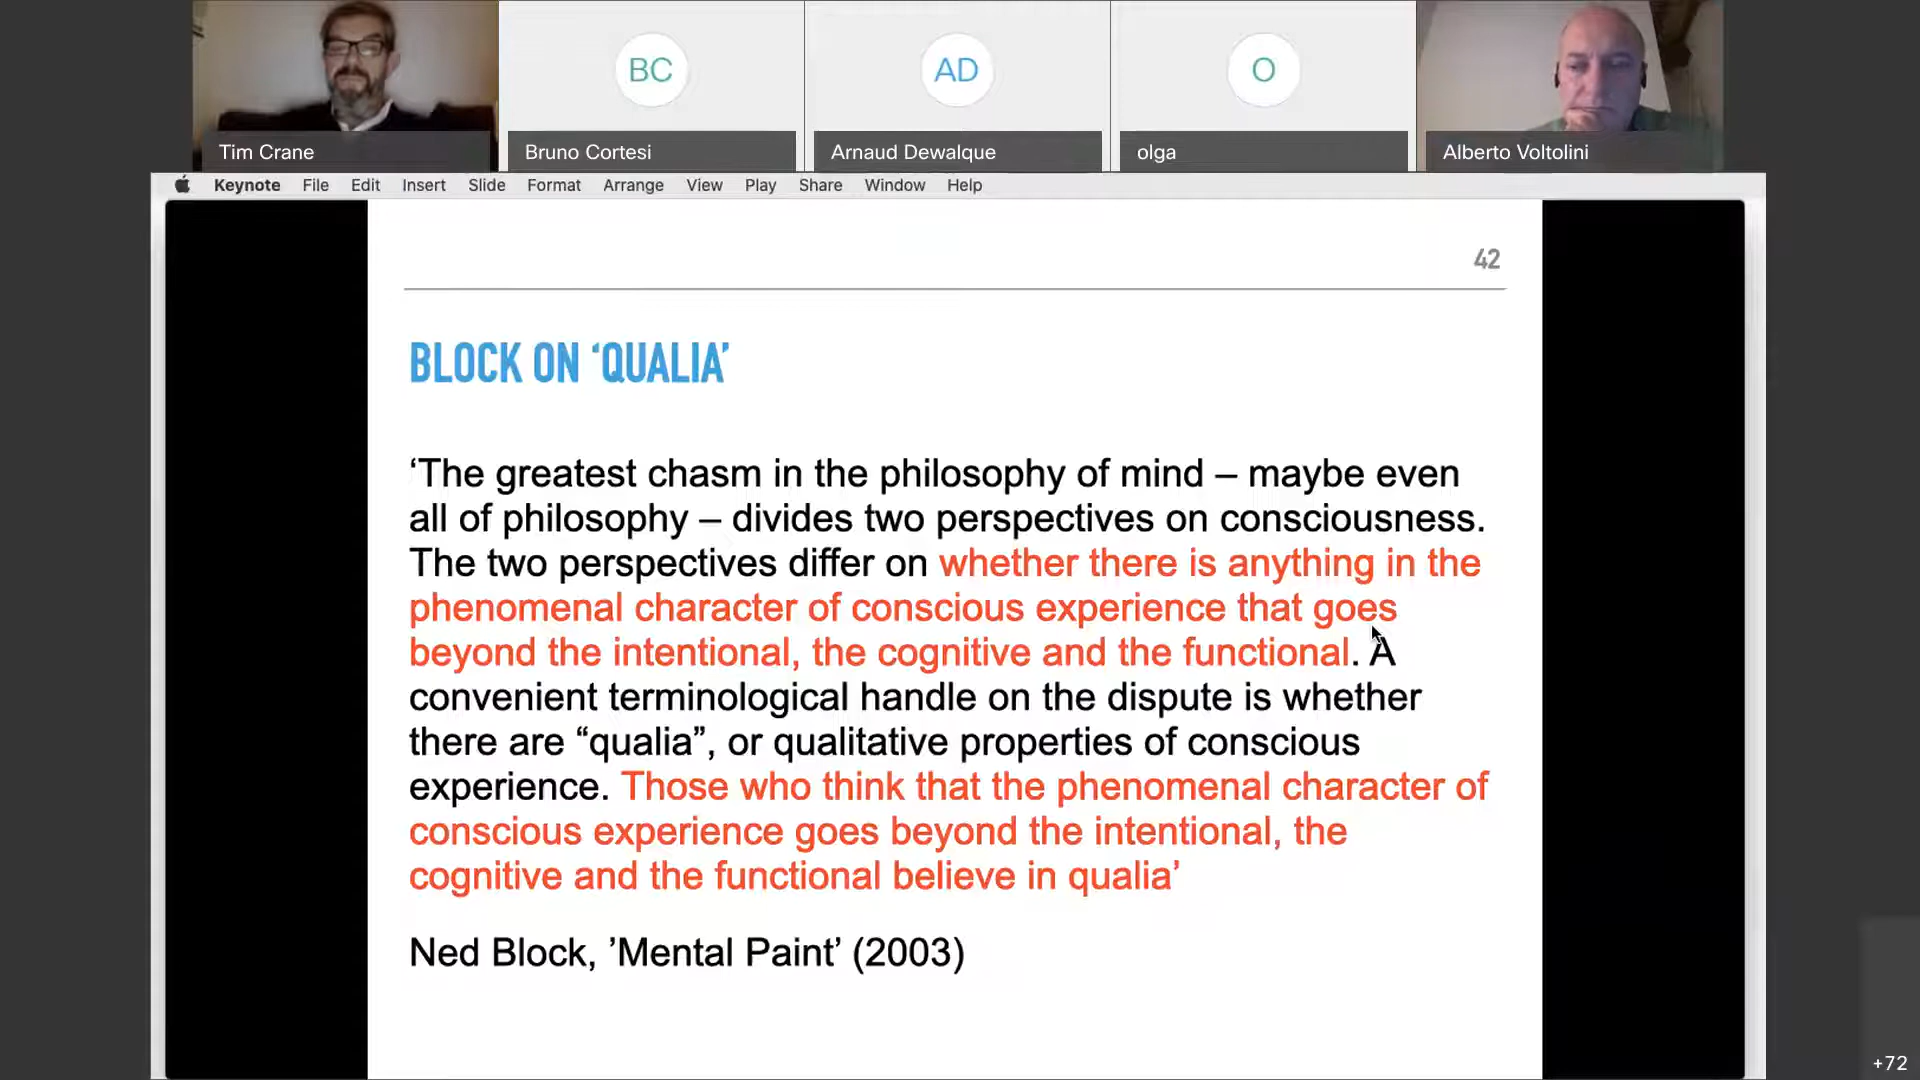 BC
AD
O
Tim Crane
Bruno Cortesi
Arnaud Dewalque
olga
Alberto Voltolini
Keynote File Edit Insert Slide Format Arrange View Play Share Window Help
42
BLOCK ON ‘QUALIA’
‘The greatest chasm in the philosophy of mind – maybe even
all of philosophy – divides two perspectives on consciousness.
The two perspectives differ on whether there is anything in the
phenomenal character of conscious experience that goes
beyond the intentional, the cognitive and the functional. A
convenient terminological handle on the dispute is whether
there are “qualia”, or qualitative properties of conscious
experience. Those who think that the phenomenal character of
conscious experience goes beyond the intentional, the
cognitive and the functional believe in qualia’
Ned Block, ’Mental Paint’ (2003)
+72